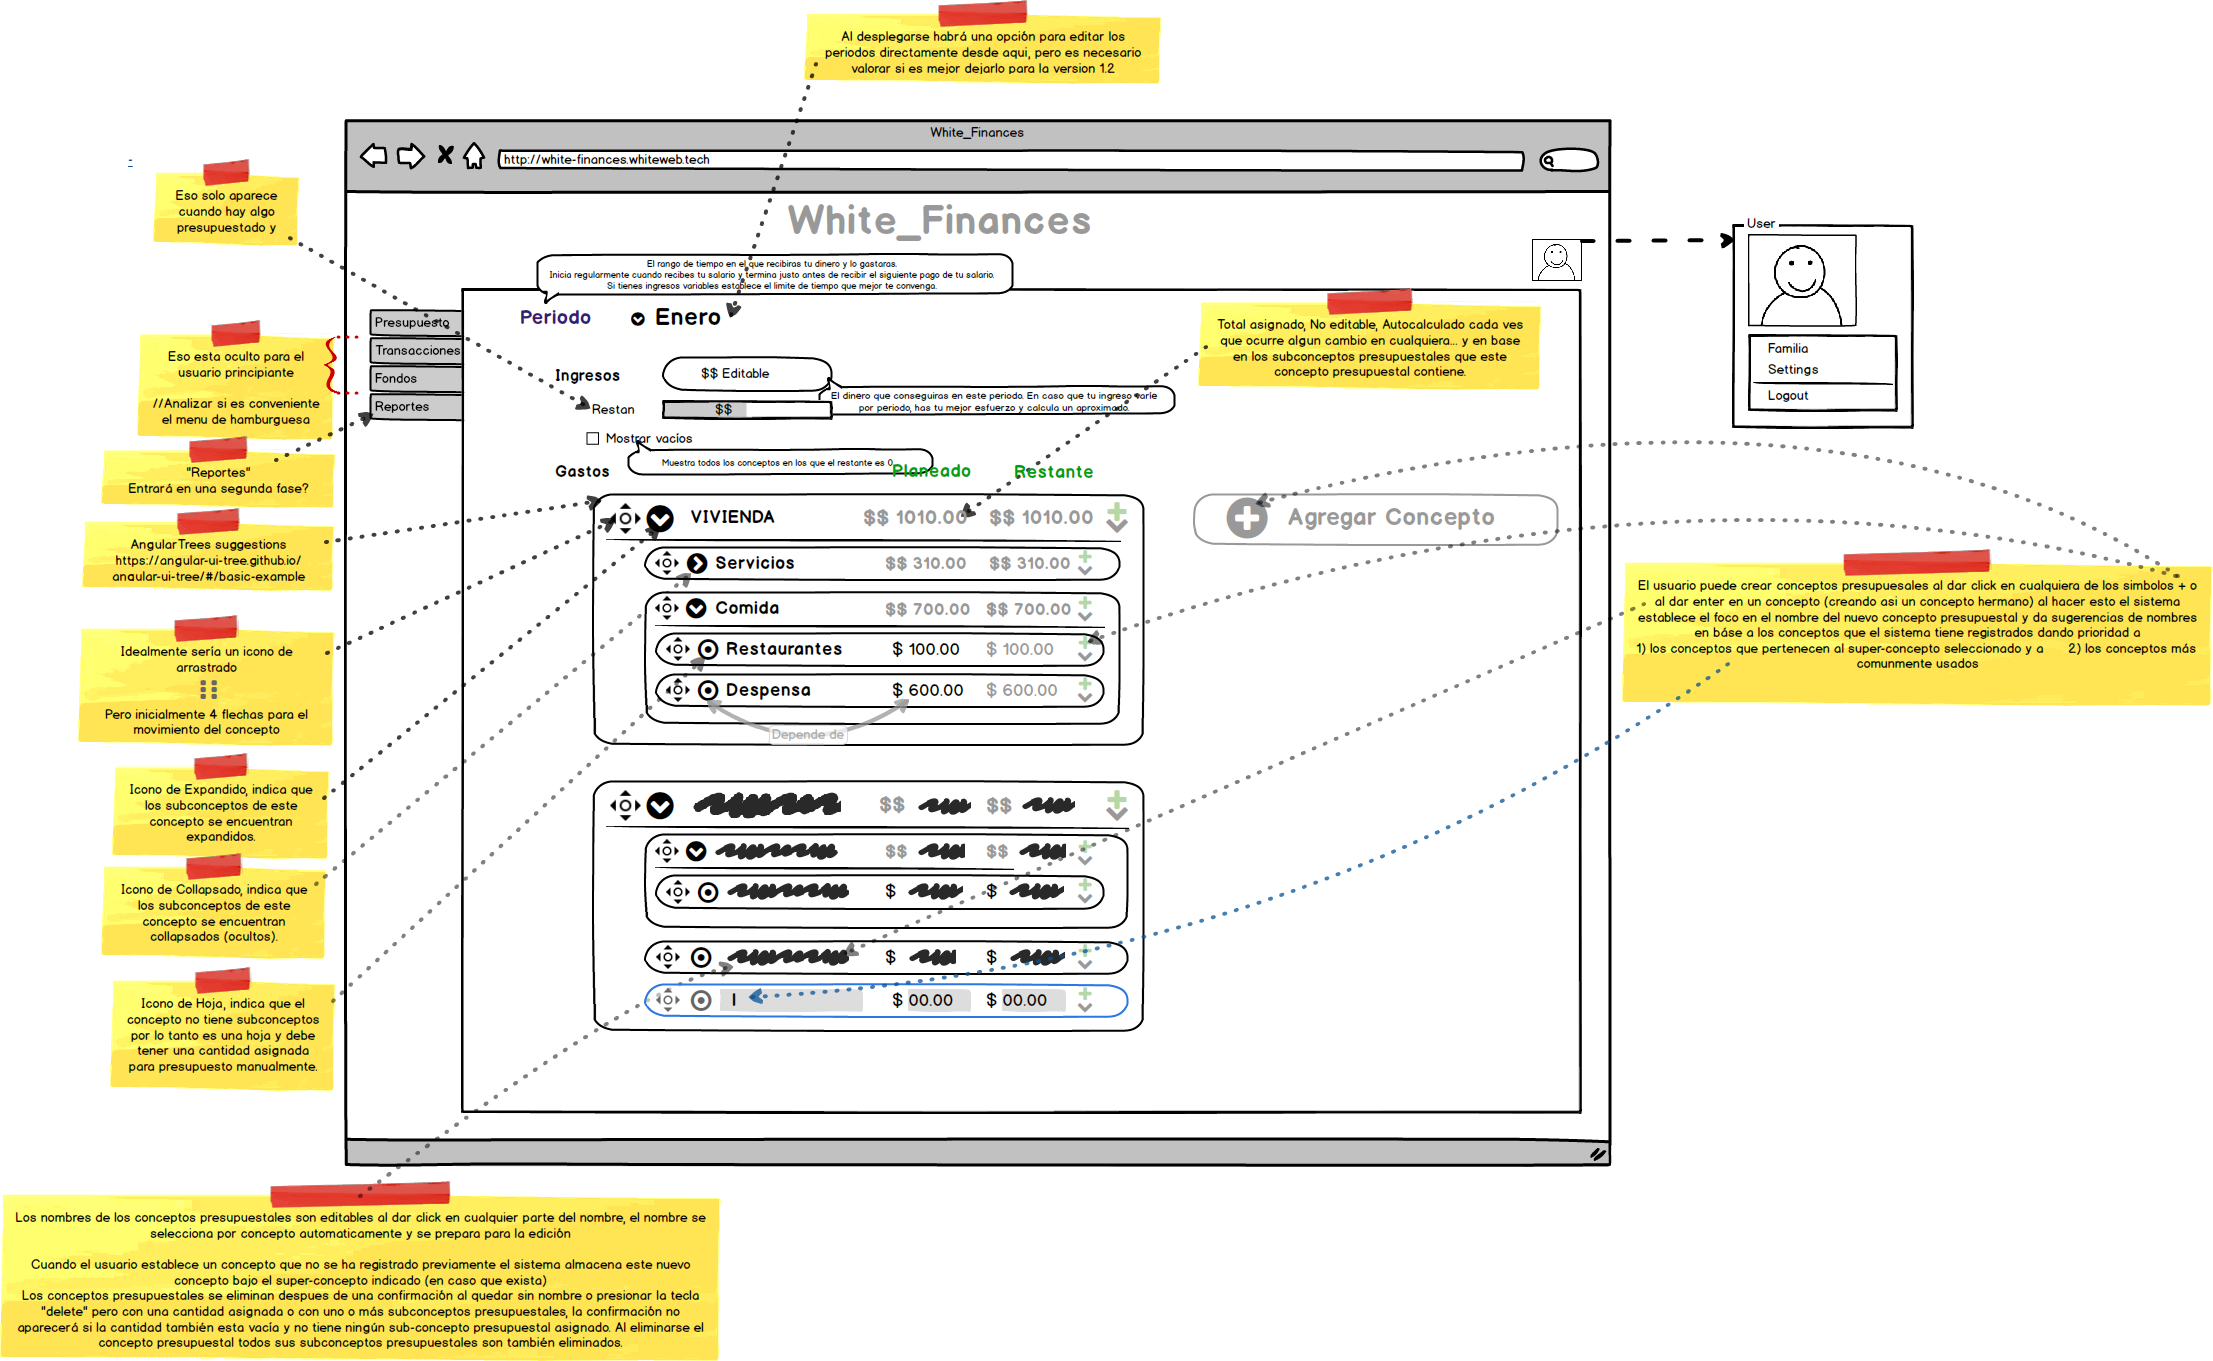 Al desplegarse habrá una opción para editar los
periodos directamente desde aqui, pero es necesario
valorar si es mejor dejarlo para la version 1.2
White_Finances
http://white-finances.whiteweb.tech
-
Eso solo aparece
cuando hay algo
presupuestado y
White_Finances
User
Familia
Settings
Logout
El rango de tiempo en el que recibiras tu dinero y lo gastaras.
Inicia regularmente cuando recibes tu salario y termina justo antes de recibir el siguiente pago de tu salario.
Si tienes ingresos variables establece el limite de tiempo que mejor te convenga.
Presupuesto
Transacciones
Fondos
Reportes
Periodo
Enero
Total asignado, No editable, Autocalculado cada ves
que ocurre algun cambio en cualquiera... y en base
en los subconceptos presupuestales que este
concepto presupuestal contiene.
Eso esta oculto para el
usuario principiante
//Analizar si es conveniente
el menu de hamburguesa
Ingresos
$$ Editable
El dinero que conseguiras en este periodo. En caso que tu ingreso varie
por periodo, has tu mejor esfuerzo y calcula un aproximado.
Restan
$$
Mostrar vacíos
Muestra todos los conceptos en los que el restante es 0
Gastos
Planeado
Restante
"Reportes"
Entrará en una segunda fase?
AngularTrees suggestions
https://angular-ui-tree.github.io/
angular-ui-tree/#/basic-example
VIVIENDA $$ 1010.00 $$ 1010.00
Agregar Concepto
Servicios $$ 310.00 $$ 310.00
Comida $$ 700.00 $$ 700.00
Restaurantes $ 100.00 $ 100.00
Despensa $ 600.00 $ 600.00
Depende de
El usuario puede crear conceptos presupuesales al dar click en cualquiera de los simbolos + o
al dar enter en un concepto (creando asi un concepto hermano) al hacer esto el sistema
establece el foco en el nombre del nuevo concepto presupuestal y da sugerencias de nombres
en báse a los conceptos que el sistema tiene registrados dando prioridad a
1) los conceptos que pertenecen al super-concepto seleccionado y a 2) los conceptos más
comunmente usados
Idealmente sería un icono de
arrastrado
Pero inicialmente 4 flechas para el
movimiento del concepto
Icono de Expandido, indica que
los subconceptos de este
concepto se encuentran
expandidos.
Icono de Collapsado, indica que
los subconceptos de este
concepto se encuentran
collapsados (ocultos).
Icono de Hoja, indica que el
concepto no tiene subconceptos
por lo tanto es una hoja y debe
tener una cantidad asignada
para presupuesto manualmente.
$$ $$
$$ $$
$ $
$ $
I $ 00.00 $ 00.00
Los nombres de los conceptos presupuestales son editables al dar click en cualquier parte del nombre, el nombre se
selecciona por concepto automaticamente y se prepara para la edición
Cuando el usuario establece un concepto que no se ha registrado previamente el sistema almacena este nuevo
concepto bajo el super-concepto indicado (en caso que exista)
Los conceptos presupuestales se eliminan despues de una confirmación al quedar sin nombre o presionar la tecla
"delete" pero con una cantidad asignada o con uno o más subconceptos presupuestales, la confirmación no
aparecerá si la cantidad también esta vacía y no tiene ningún sub-concepto presupuestal asignado. Al eliminarse el
concepto presupuestal todos sus subconceptos presupuestales son también eliminados.